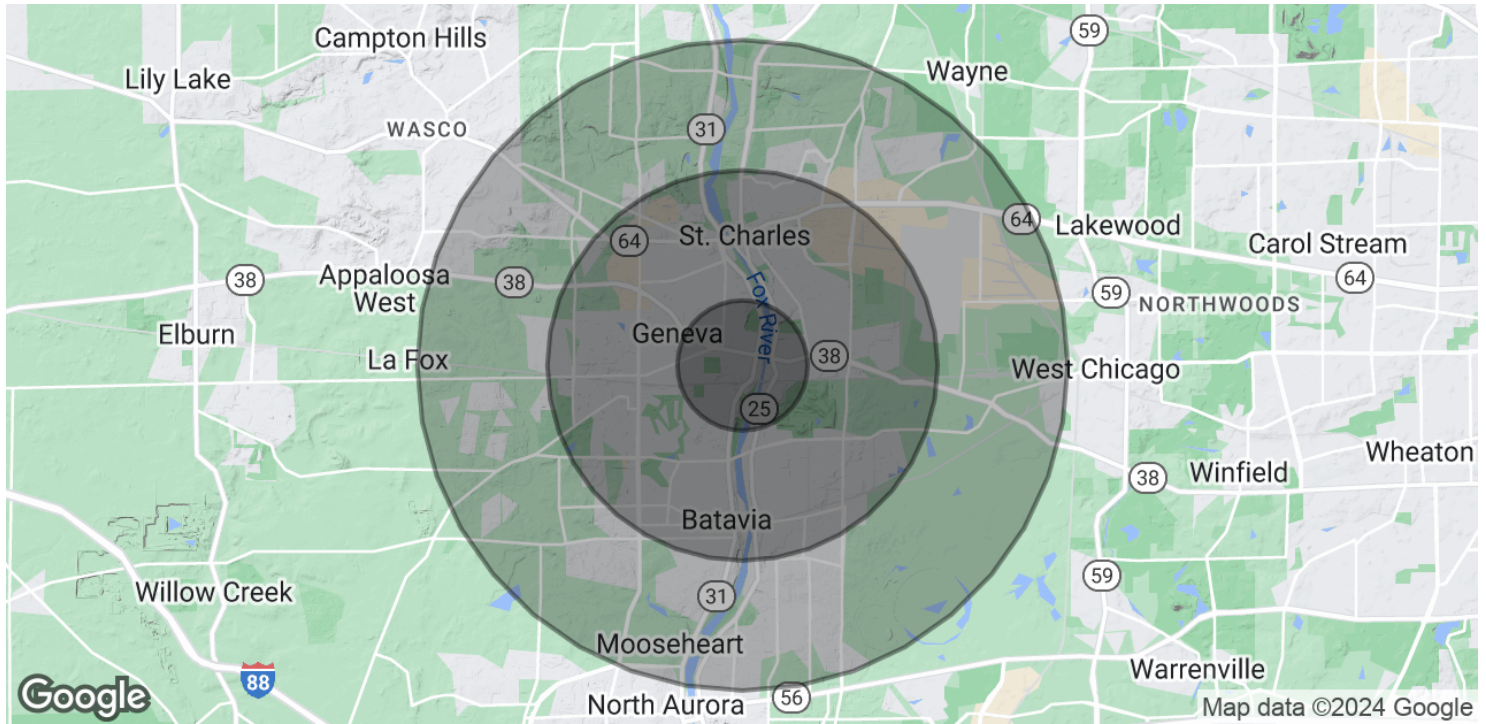 Campton Hills
59
Wayne
Lily Lake
WASCO
31
64
Lakewood
St. Charles
64
Carol Stream
64
Appaloosa
West
38
38
Fox River
59
NORTHWOODS
Elburn
Geneva
La Fox
38
West Chicago
25
Wheaton
Winfield
38
Batavia
59
Willow Creek
31
Mooseheart
Warrenville
88
56
North Aurora
Google
Map data ©2024 Google